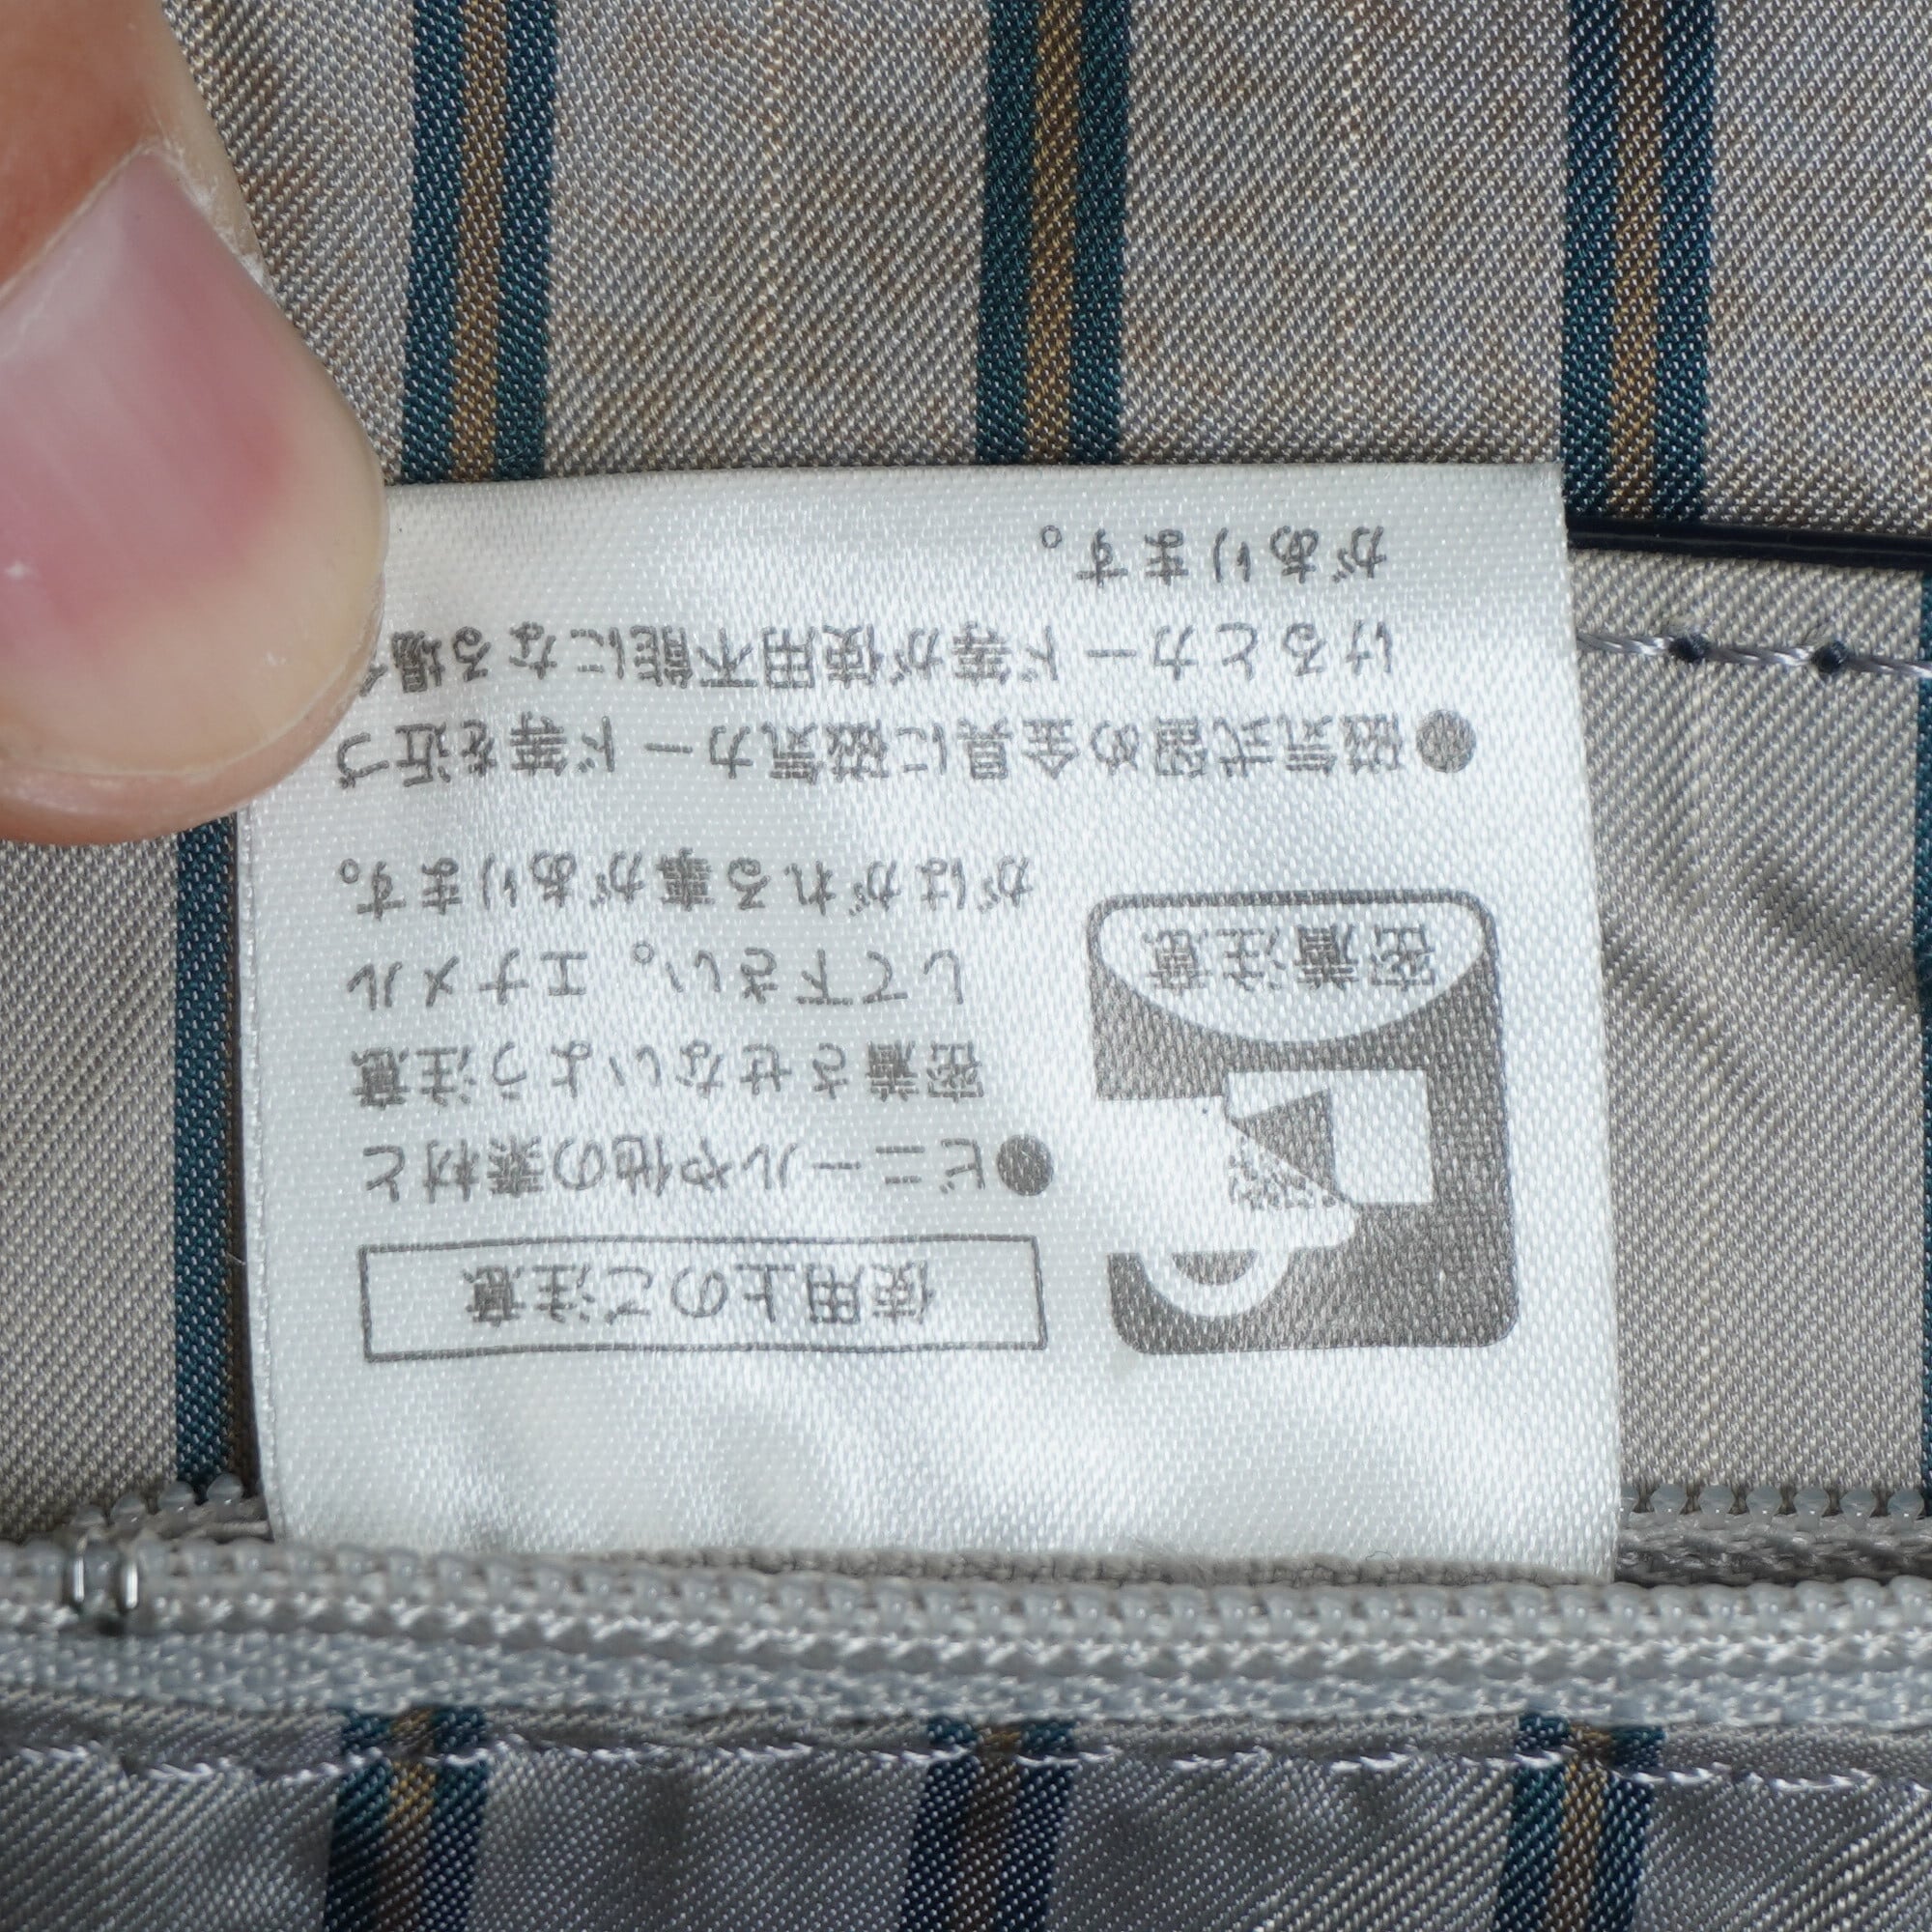 密着注意
使用上のご注意
●ビニールや他の素材と
密着させないよう注意
して下さい。エナメル
がはがれる事があります。
●磁気式留め金具に磁気カード等を近づ
けるとカード等が使用不能になる場
があります。